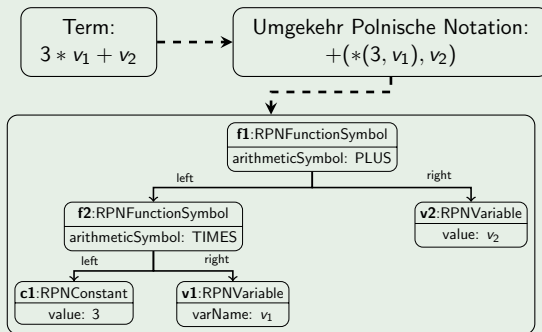 Term:
3 * v₁ + v₂
Umgekehr Polnische Notation:
+(*(3, v₁), v₂)
f1:RPNFunctionSymbol
arithmeticSymbol: PLUS
left
right
f2:RPNFunctionSymbol
arithmeticSymbol: TIMES
v2:RPNVariable
value: v₂
left
right
c1:RPNConstant
value: 3
v1:RPNVariable
varName: v₁